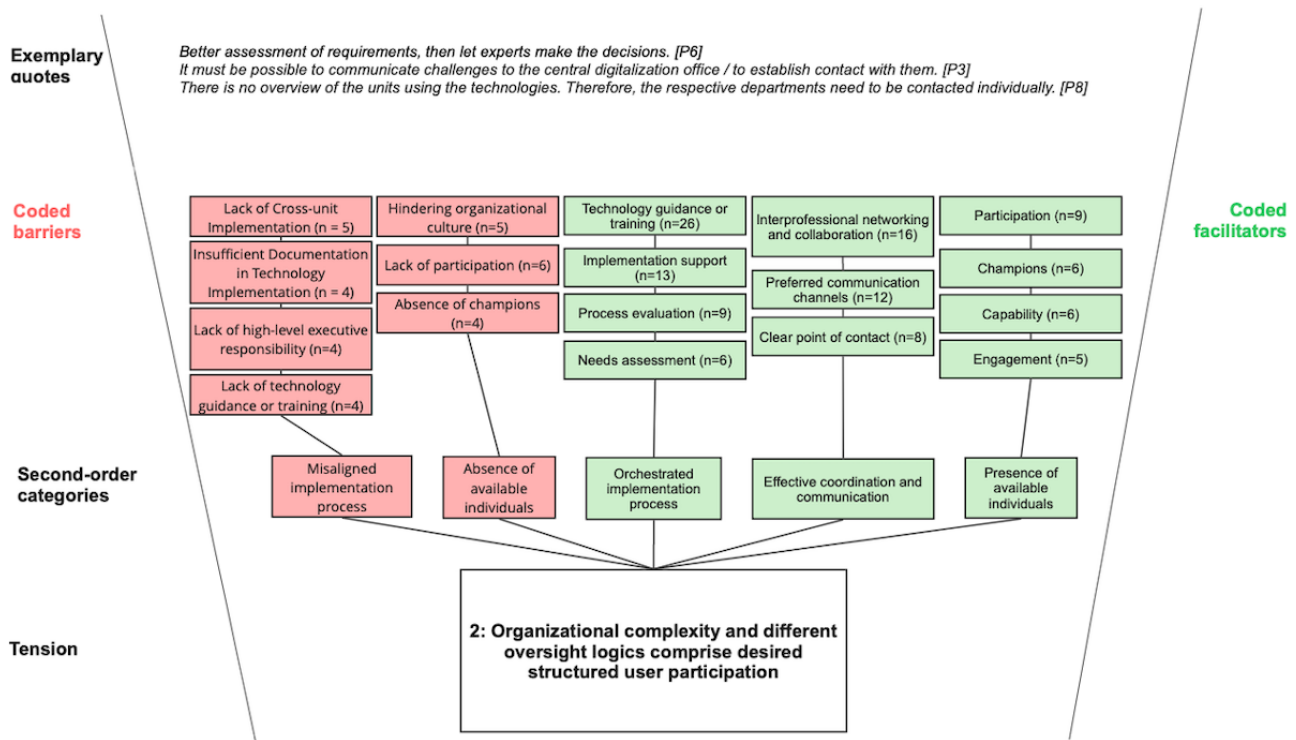 Exemplary
quotes
Better assessment of requirements, then let experts make the decisions. [P6]
It must be possible to communicate challenges to the central digitalization office / to establish contact with them. [P3]
There is no overview of the units using the technologies. Therefore, the respective departments need to be contacted individually. [P8]
Coded
barriers
Lack of Cross-unit
Implementation (n = 5)
Insufficient Documentation
in Technology
Implementation (n = 4)
Lack of high-level executive
responsibility (n=4)
Lack of technology
guidance or training (n=4)
Hindering organizational
culture (n=5)
Lack of participation (n=6)
Absence of champions
(n=4)
Technology guidance or
training (n=26)
Implementation support
(n=13)
Process evaluation (n=9)
Needs assessment (n=6)
Interprofessional networking
and collaboration (n=16)
Preferred communication
channels (n=12)
Clear point of contact (n=8)
Participation (n=9)
Champions (n=6)
Capability (n=6)
Engagement (n=5)
Coded
facilitators
Second-order
categories
Misaligned
implementation
process
Absence of
available
individuals
Orchestrated
implementation
process
Effective coordination and
communication
Presence of
available
individuals
Tension
2: Organizational complexity and different
oversight logics comprise desired
structured user participation